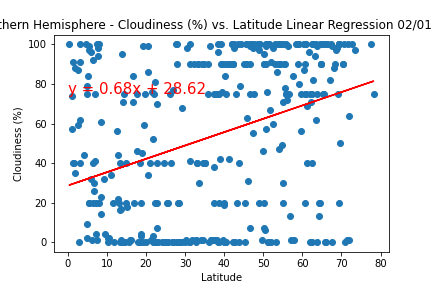 thern Hemisphere - Cloudiness (%) vs. Latitude Linear Regression 02/01
100
80
60
40
20
0
y = 0.68x + 28.62
Cloudiness (%)
0 10 20 30 40 50 60 70 80
Latitude